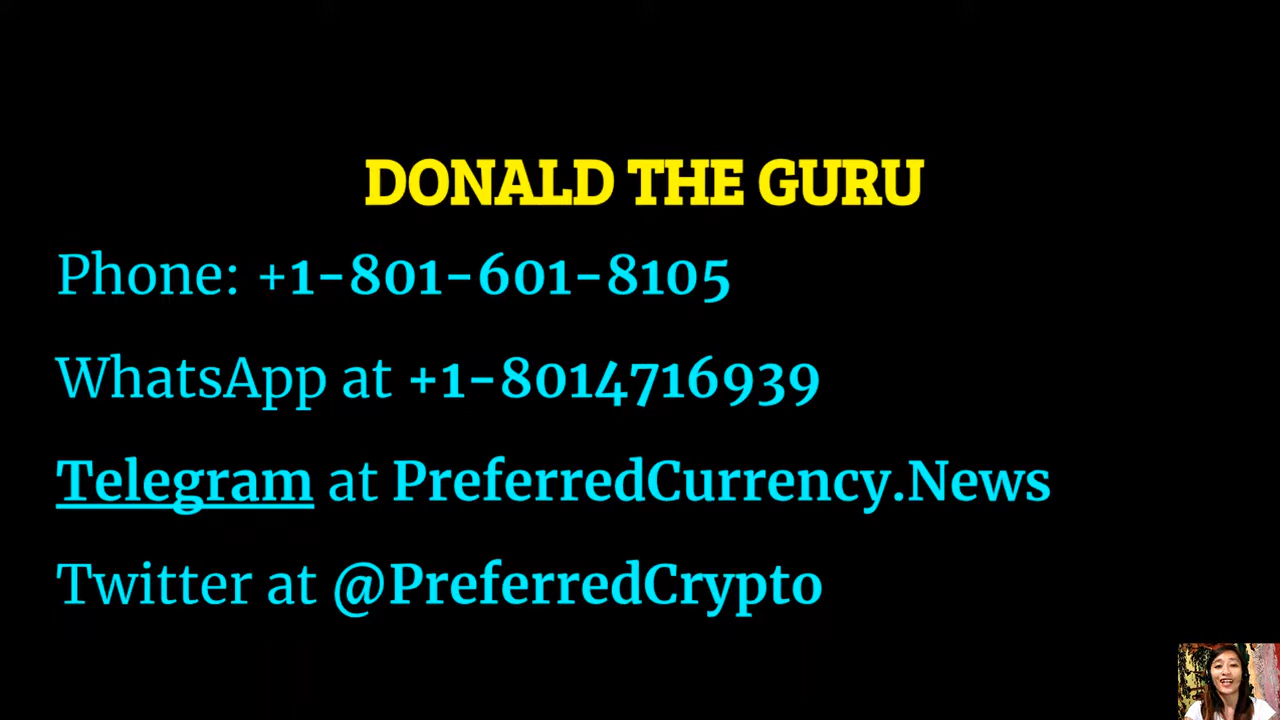 DONALD THE GURU
Phone: +1-801-601-8105
WhatsApp at +1-8014716939
Telegram at PreferredCurrency.News
Twitter at @PreferredCrypto